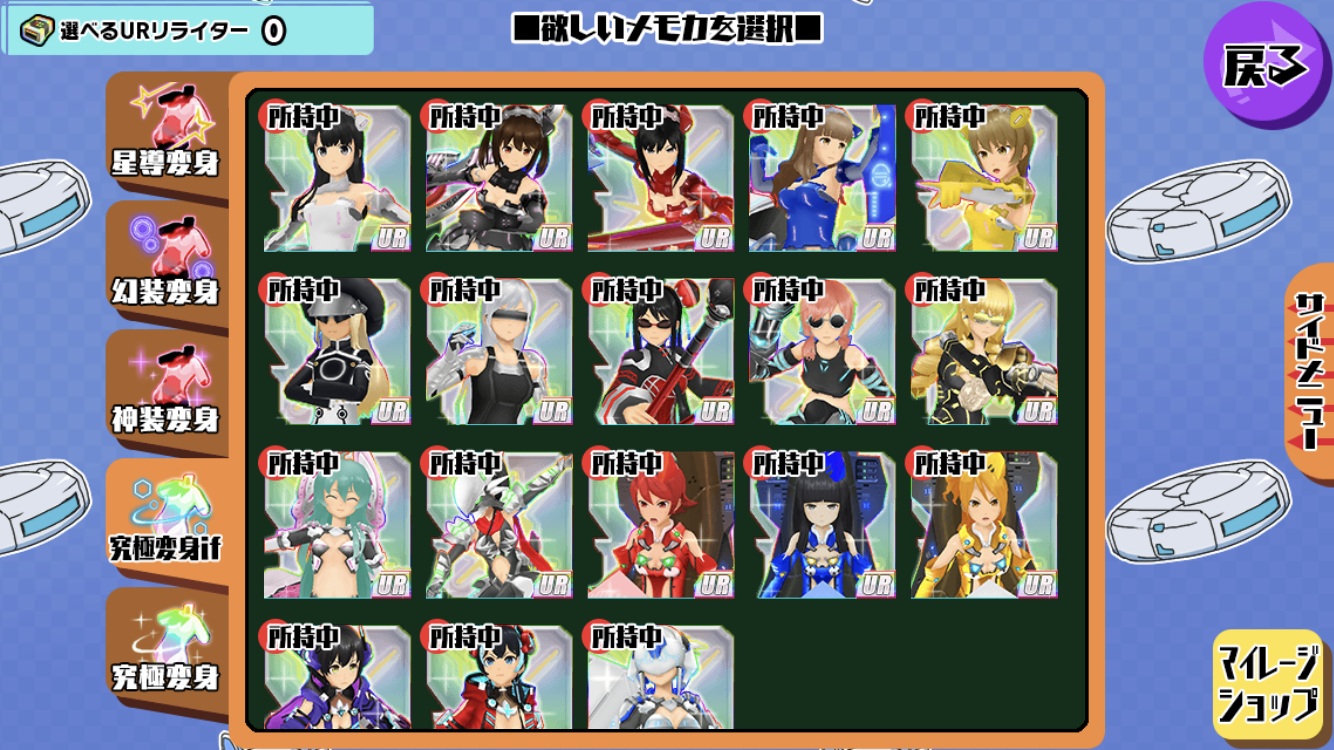 選べるURリライター 0
■欲しいメモカを選択■
戻る
星導変身
幻装変身
神装変身
究極変身if
究極変身
所持中 所持中 所持中 所持中 所持中
UR UR UR UR UR
所持中 所持中 所持中 所持中 所持中
UR UR UR UR UR
所持中 所持中 所持中 所持中 所持中
UR UR UR UR UR
所持中 所持中 所持中
サイドメニュー
マイレージ
ショップ